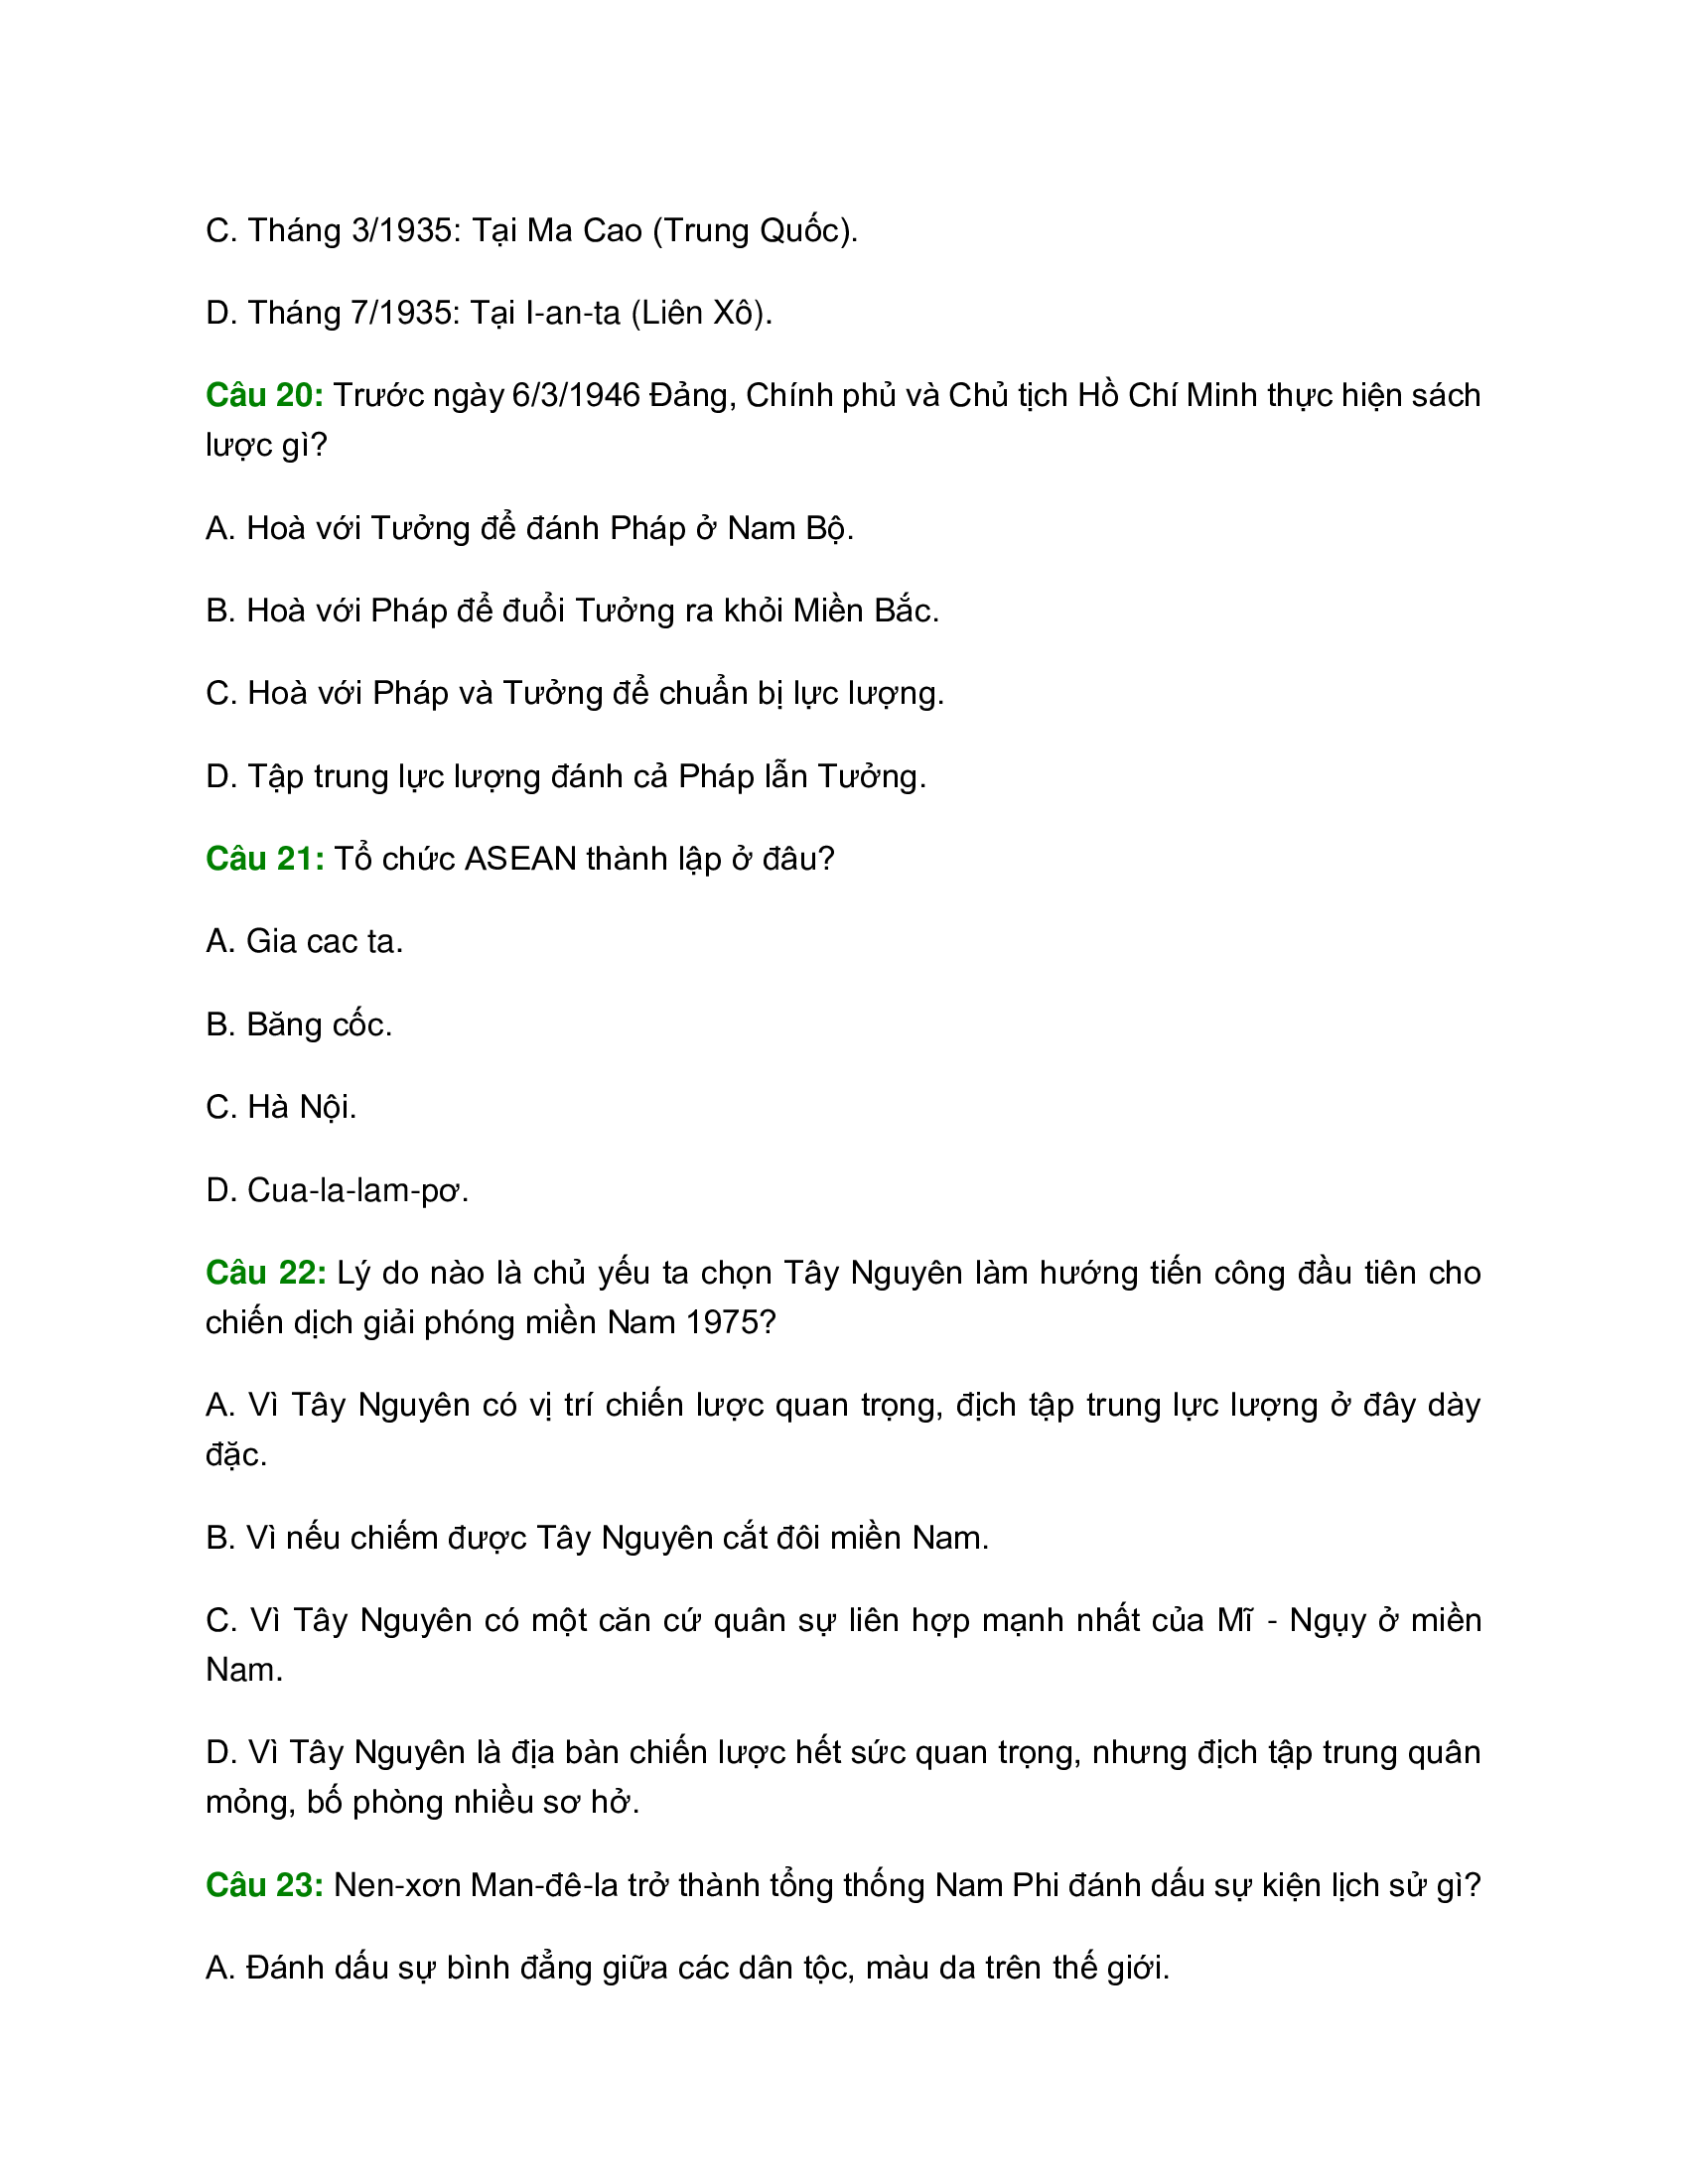 C. Tháng 3/1935: Tại Ma Cao (Trung Quốc).
D. Tháng 7/1935: Tại I-an-ta (Liên Xô).
Câu 20: Trước ngày 6/3/1946 Đảng, Chính phủ và Chủ tịch Hồ Chí Minh thực hiện sách
lược gì?
A. Hoà với Tưởng để đánh Pháp ở Nam Bộ.
B. Hoà với Pháp để đuổi Tưởng ra khỏi Miền Bắc.
C. Hoà với Pháp và Tưởng để chuẩn bị lực lượng.
D. Tập trung lực lượng đánh cả Pháp lẫn Tưởng.
Câu 21: Tổ chức ASEAN thành lập ở đâu?
A. Gia cac ta.
B. Băng cốc.
C. Hà Nội.
D. Cua-la-lam-pơ.
Câu 22: Lý do nào là chủ yếu ta chọn Tây Nguyên làm hướng tiến công đầu tiên cho
chiến dịch giải phóng miền Nam 1975?
A. Vì Tây Nguyên có vị trí chiến lược quan trọng, địch tập trung lực lượng ở đây dày
đặc.
B. Vì nếu chiếm được Tây Nguyên cắt đôi miền Nam.
C. Vì Tây Nguyên có một căn cứ quân sự liên hợp mạnh nhất của Mĩ - Ngụy ở miền
Nam.
D. Vì Tây Nguyên là địa bàn chiến lược hết sức quan trọng, nhưng địch tập trung quân
mỏng, bố phòng nhiều sơ hở.
Câu 23: Nen-xơn Man-đê-la trở thành tổng thống Nam Phi đánh dấu sự kiện lịch sử gì?
A. Đánh dấu sự bình đẳng giữa các dân tộc, màu da trên thế giới.